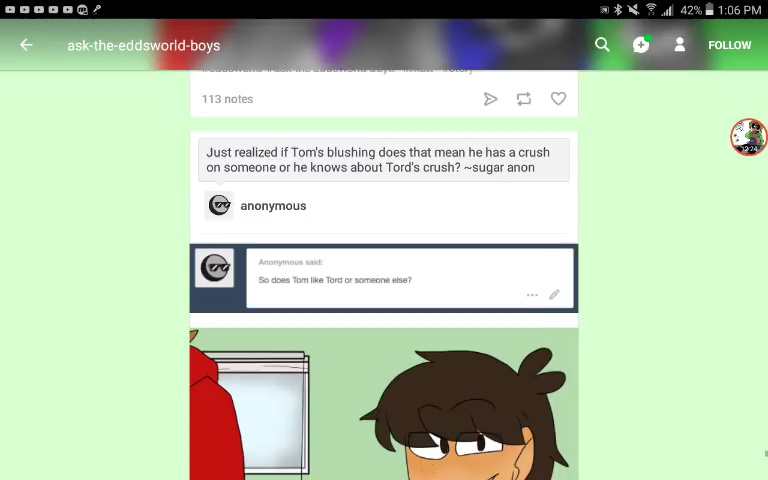 42% 1:06 PM
ask-the-eddsworld-boys
FOLLOW
113 notes
12:24
Just realized if Tom's blushing does that mean he has a crush
on someone or he knows about Tord's crush? ~sugar anon
anonymous
Anonymous said:
So does Tom like Tord or someone else?